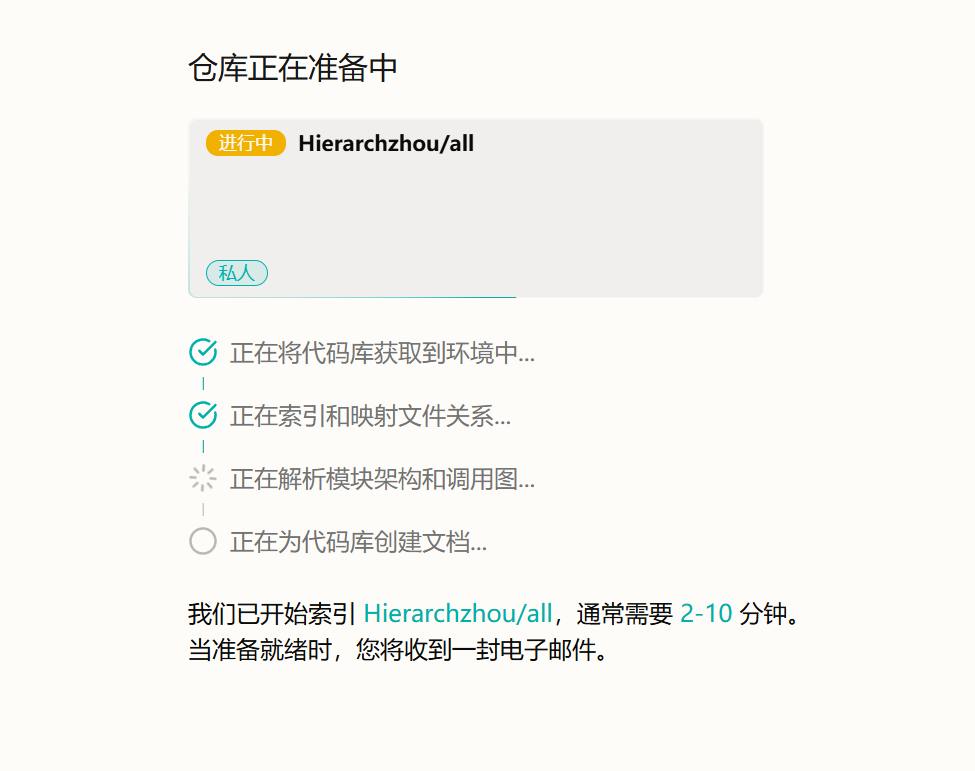 仓库正在准备中
进行中 Hierarchzhou/all
私人
正在将代码库获取到环境中...
正在索引和映射文件关系...
正在解析模块架构和调用图...
正在为代码库创建文档...
我们已开始索引 Hierarchzhou/all，通常需要 2-10 分钟。
当准备就绪时，您将收到一封电子邮件。